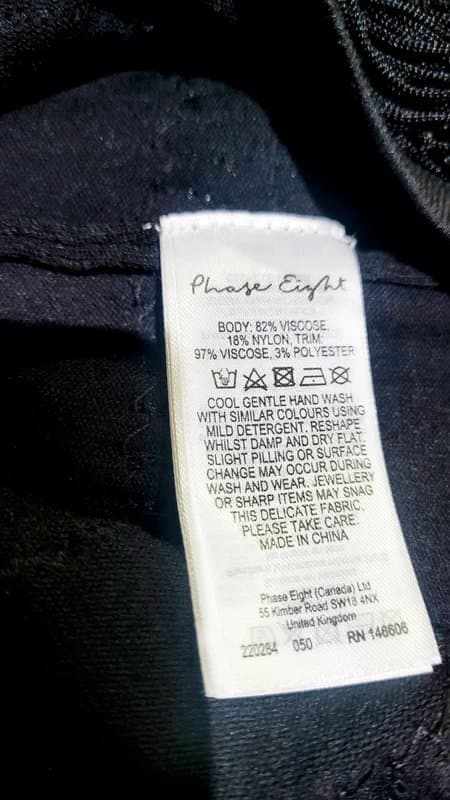 Phase Eight
BODY: 82% VISCOSE,
18% NYLON, TRIM:
97% VISCOSE, 3% POLYESTER
COOL GENTLE HAND WASH
WITH SIMILAR COLOURS USING
MILD DETERGENT. RESHAPE
WHILST DAMP AND DRY FLAT.
SLIGHT PILLING OR SURFACE
CHANGE MAY OCCUR DURING
WASH AND WEAR. JEWELLERY
OR SHARP ITEMS MAY SNAG
THIS DELICATE FABRIC.
PLEASE TAKE CARE.
MADE IN CHINA
Phase Eight (Canada) Ltd
55 Kimber Road SW18 4NX
United Kingdom
220284 050 RN 146606